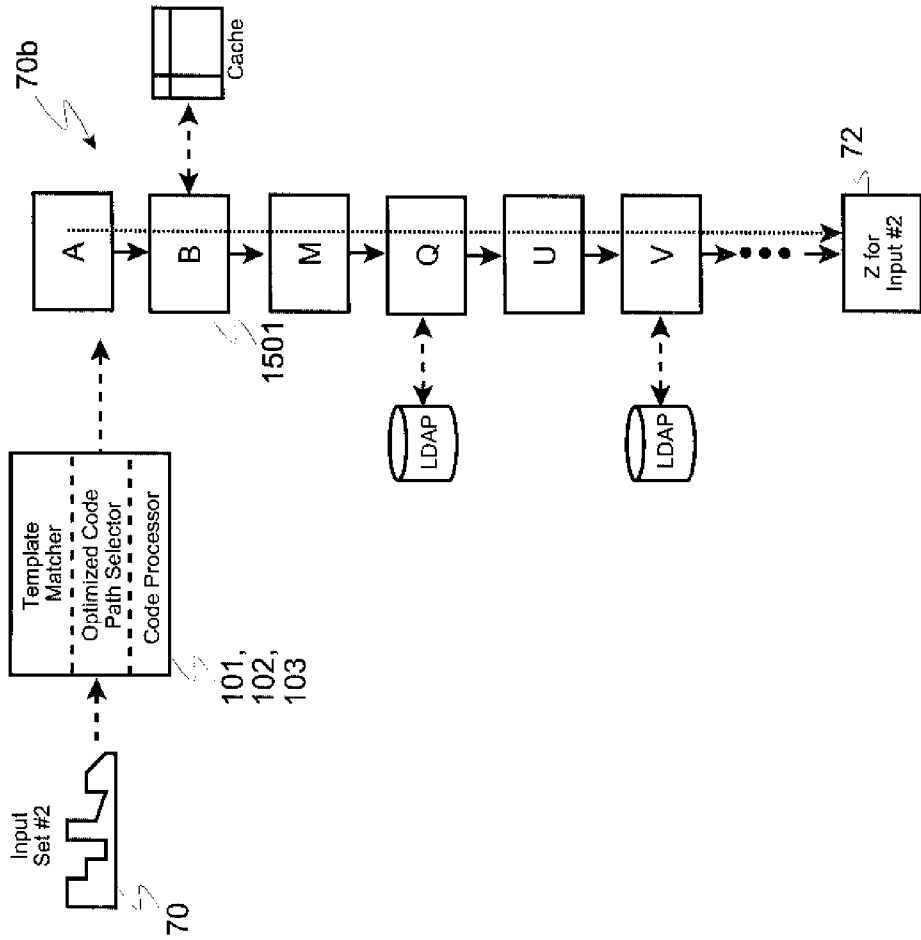 Input
Set #2
70
Template
Matcher
Optimized Code
Path Selector
Code Processor
101,
102,
103
70b
A
B
1501
Cache
M
Q
LDAP
U
V
LDAP
72
Z for
Input #2